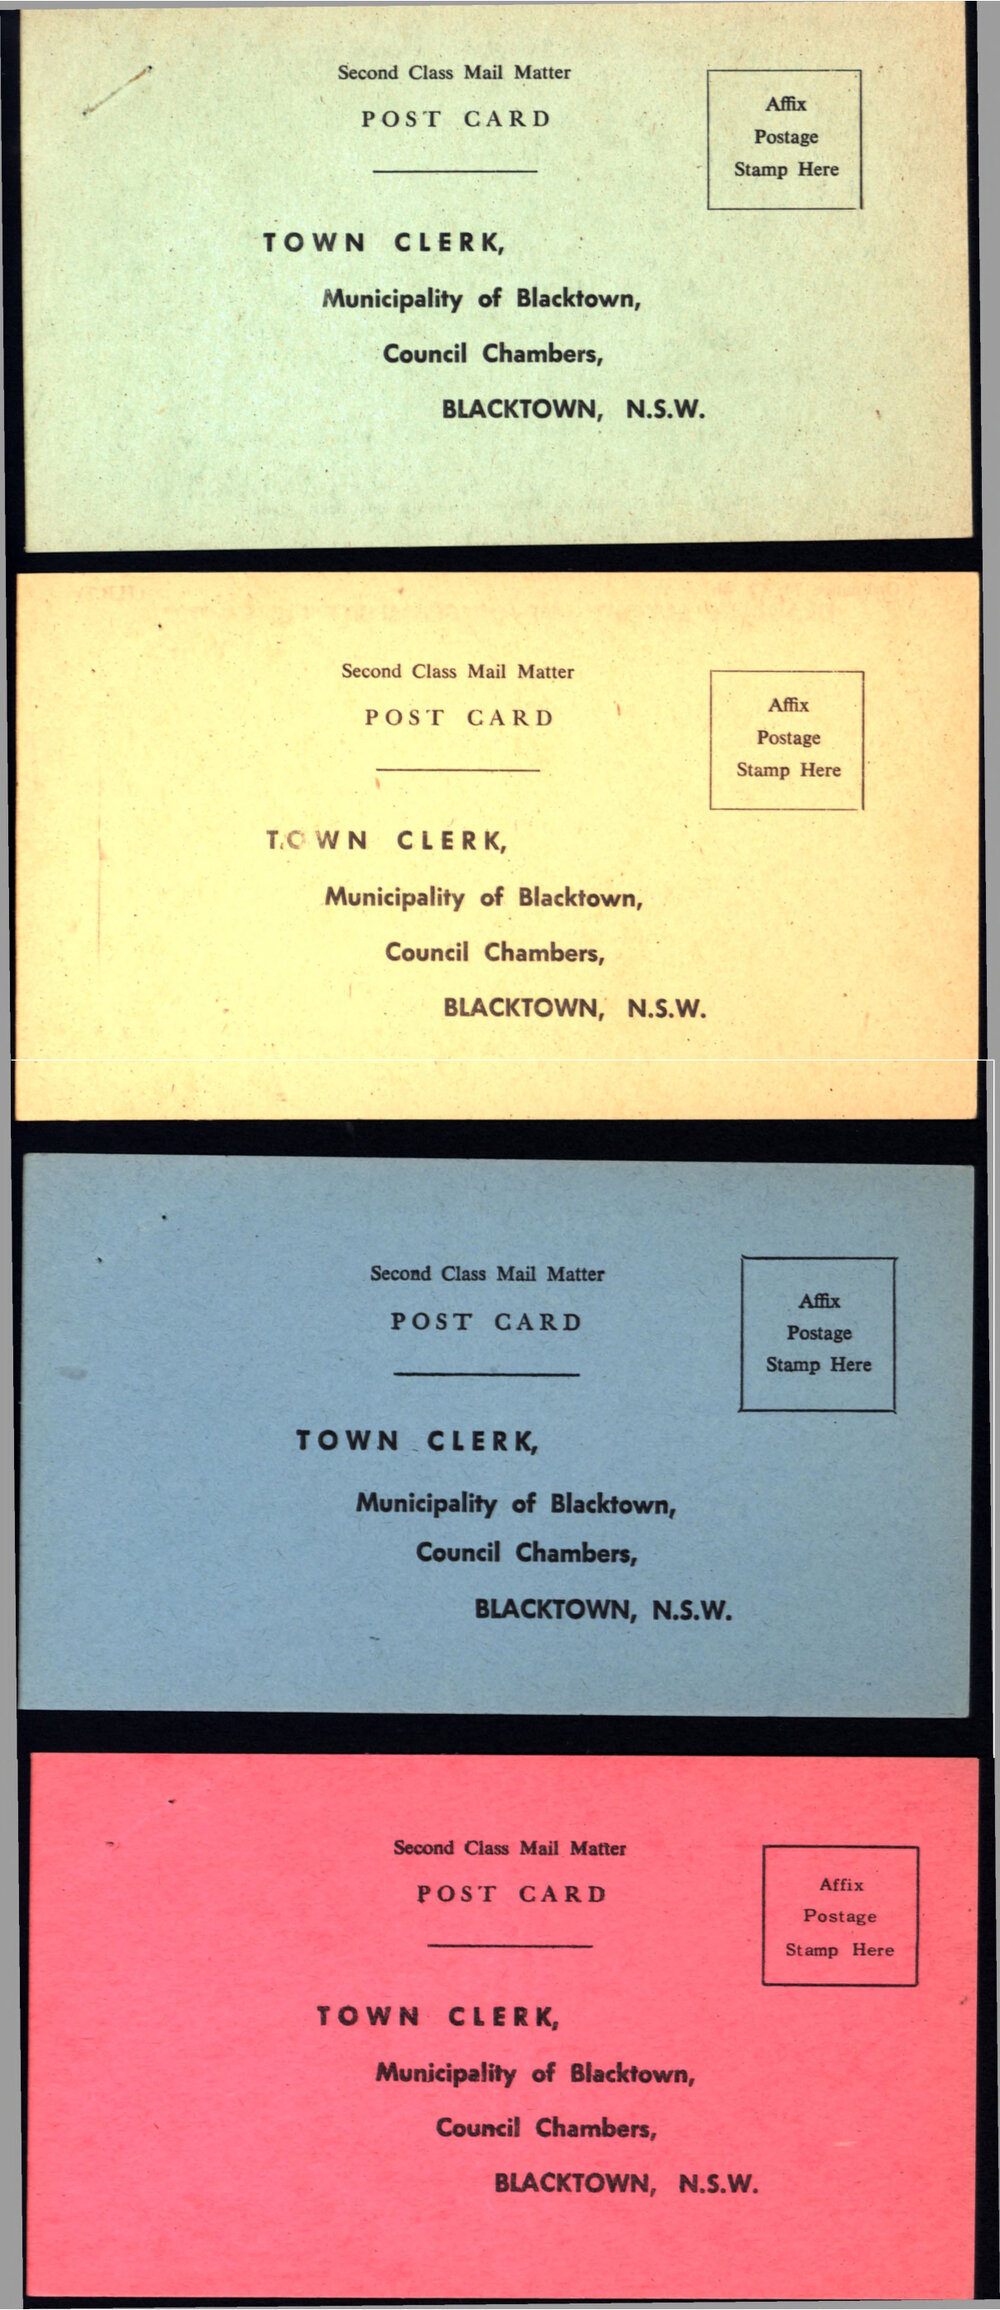 Second Class Mail Matter
POST CARD
Affix
Postage
Stamp Here
TOWN CLERK,
Municipality of Blacktown,
Council Chambers,
BLACKTOWN, N.S.W.
Second Class Mail Matter
POST CARD
Affix
Postage
Stamp Here
TOWN CLERK,
Municipality of Blacktown,
Council Chambers,
BLACKTOWN, N.S.W.
Second Class Mail Matter
POST CARD
Affix
Postage
Stamp Here
TOWN CLERK,
Municipality of Blacktown,
Council Chambers,
BLACKTOWN, N.S.W.
Second Class Mail Matter
POST CARD
Affix
Postage
Stamp Here
TOWN CLERK,
Municipality of Blacktown,
Council Chambers,
BLACKTOWN, N.S.W.